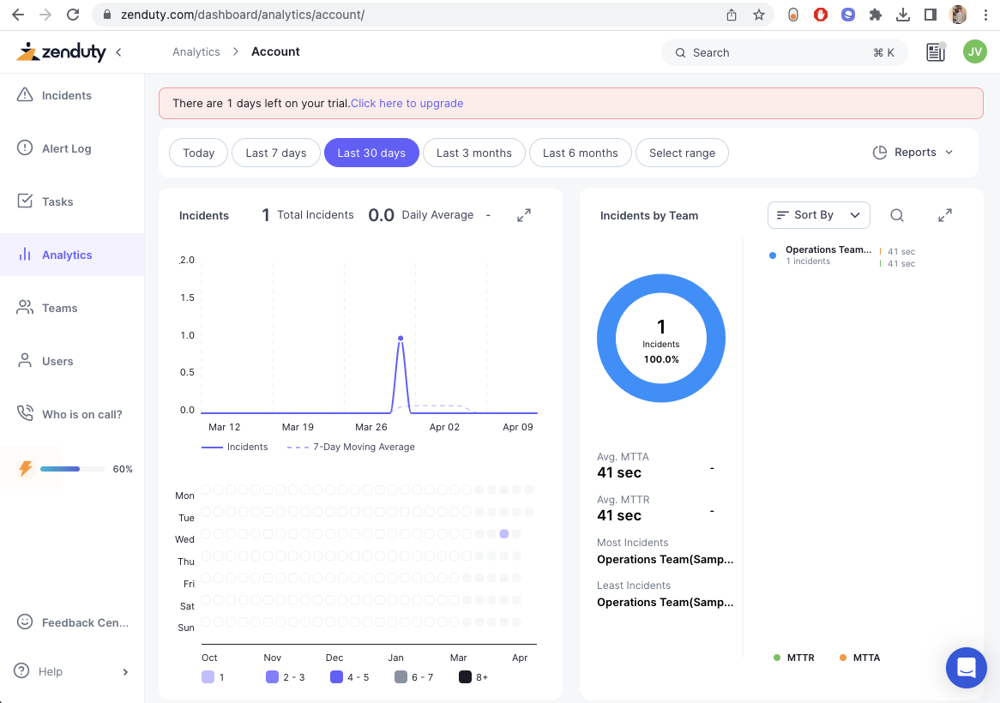 zenduty.com/dashboard/analytics/account/
zenduty
Analytics
Account
Search
⌘ K
JV
Incidents
Alert Log
Tasks
Analytics
Teams
Users
Who is on call?
60%
Feedback Cen...
Help
There are 1 days left on your trial.Click here to upgrade
Today
Last 7 days
Last 30 days
Last 3 months
Last 6 months
Select range
Reports
Incidents
1 Total Incidents
0.0 Daily Average -
2.0
1.5
1.0
0.5
0.0
Mar 12
Mar 19
Mar 26
Apr 02
Apr 09
Incidents
7-Day Moving Average
Mon
Tue
Wed
Thu
Fri
Sat
Sun
Oct
Nov
Dec
Jan
Mar
Apr
1
2 - 3
4 - 5
6 - 7
8+
Incidents by Team
Sort By
1
Incidents
100.0%
Operations Team...
1 incidents
41 sec
41 sec
Avg. MTTA
41 sec -
Avg. MTTR
41 sec -
Most Incidents
Operations Team(Samp...
Least Incidents
Operations Team(Samp...
MTTR
MTTA